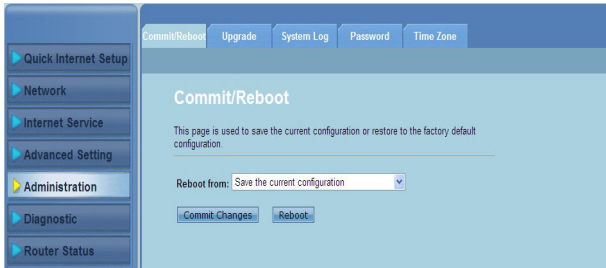 Commit/Reboot Upgrade System Log Password Time Zone
Quick Internet Setup
Network
Internet Service
Advanced Setting
Administration
Diagnostic
Router Status
Commit/Reboot
This page is used to save the current configuration or restore to the factory default
configuration.
Reboot from: Save the current configuration
Commit Changes Reboot